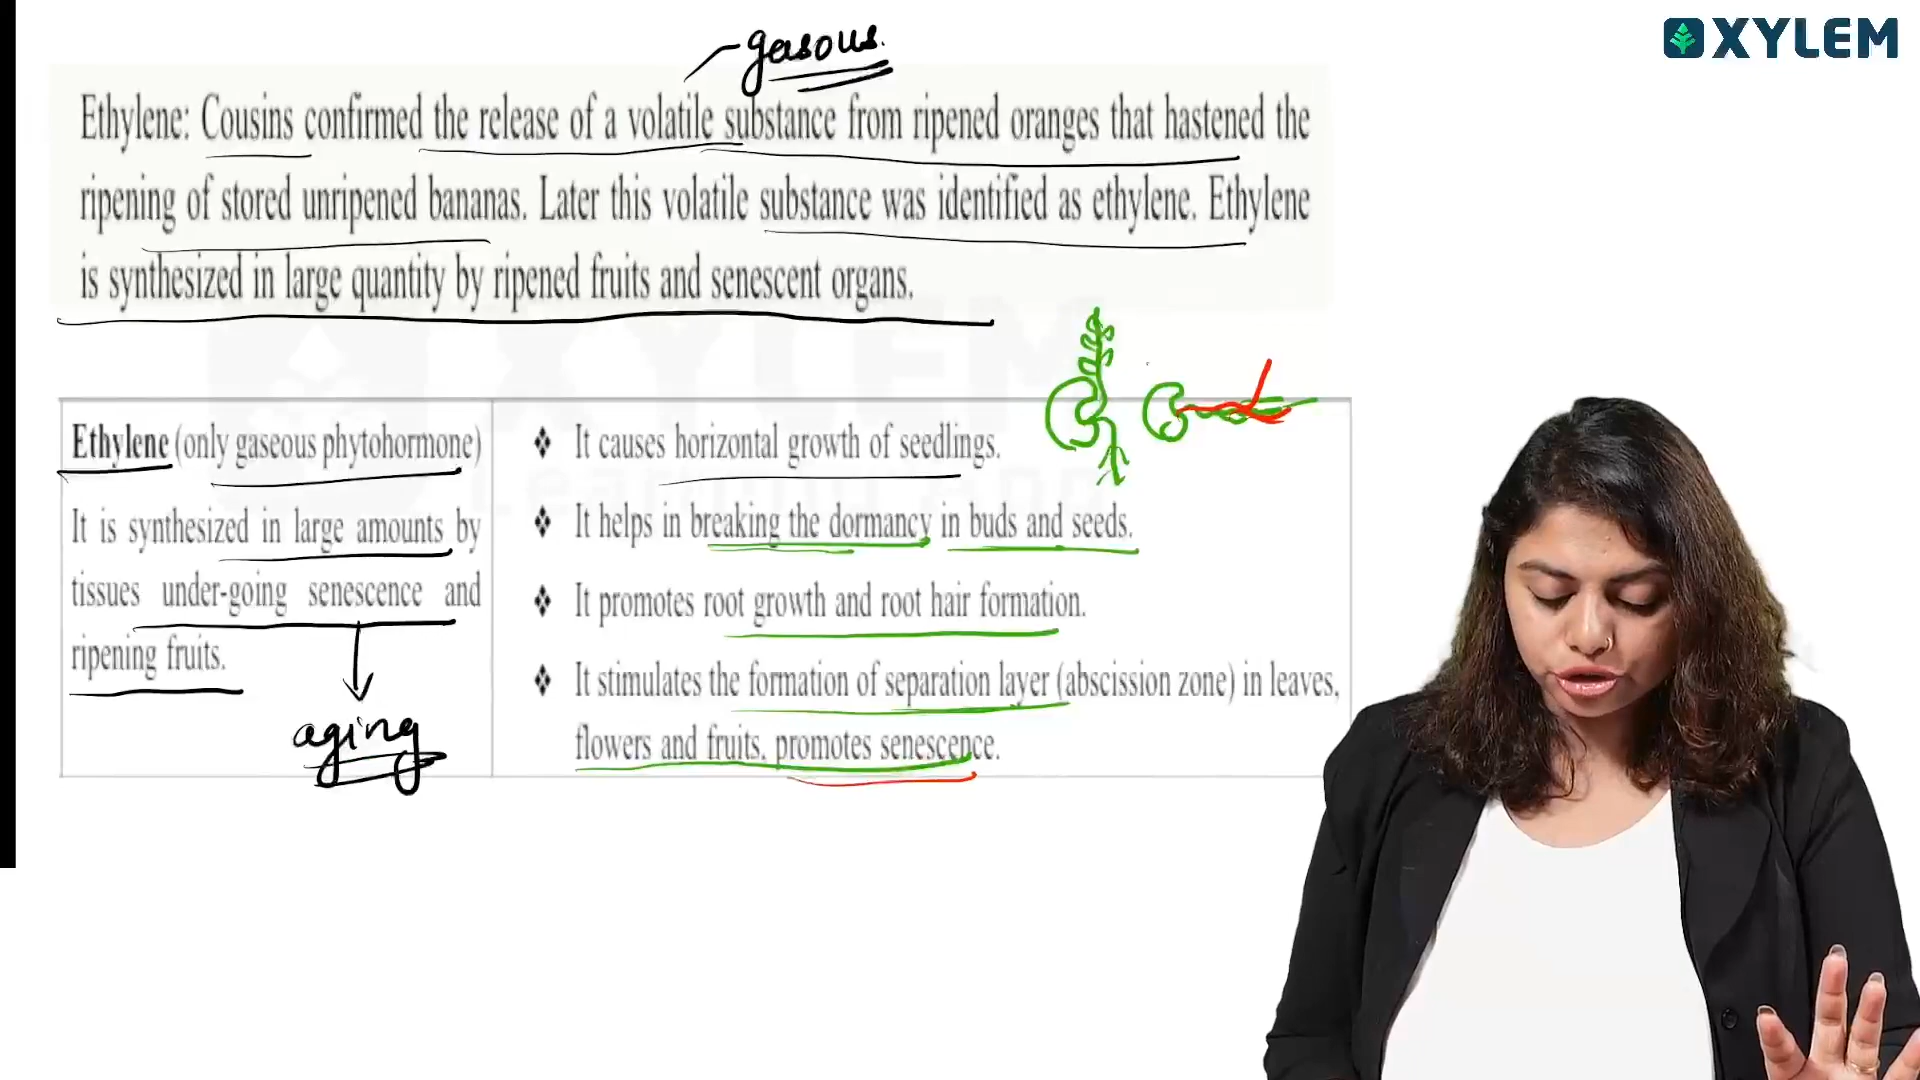 XYLEM
gasous.
Ethylene: Cousins confirmed the release of a volatile substance from ripened oranges that hastened the
ripening of stored unripened bananas. Later this volatile substance was identified as ethylene. Ethylene
is synthesized in large quantity by ripened fruits and senescent organs.
Ethylene (only gaseous phytohormone)
It is synthesized in large amounts by
tissues under-going senescence and
ripening fruits.
aging
❖ It causes horizontal growth of seedlings.
❖ It helps in breaking the dormancy in buds and seeds.
❖ It promotes root growth and root hair formation.
❖ It stimulates the formation of separation layer (abscission zone) in leaves,
flowers and fruits, promotes senescence.
XYLEM